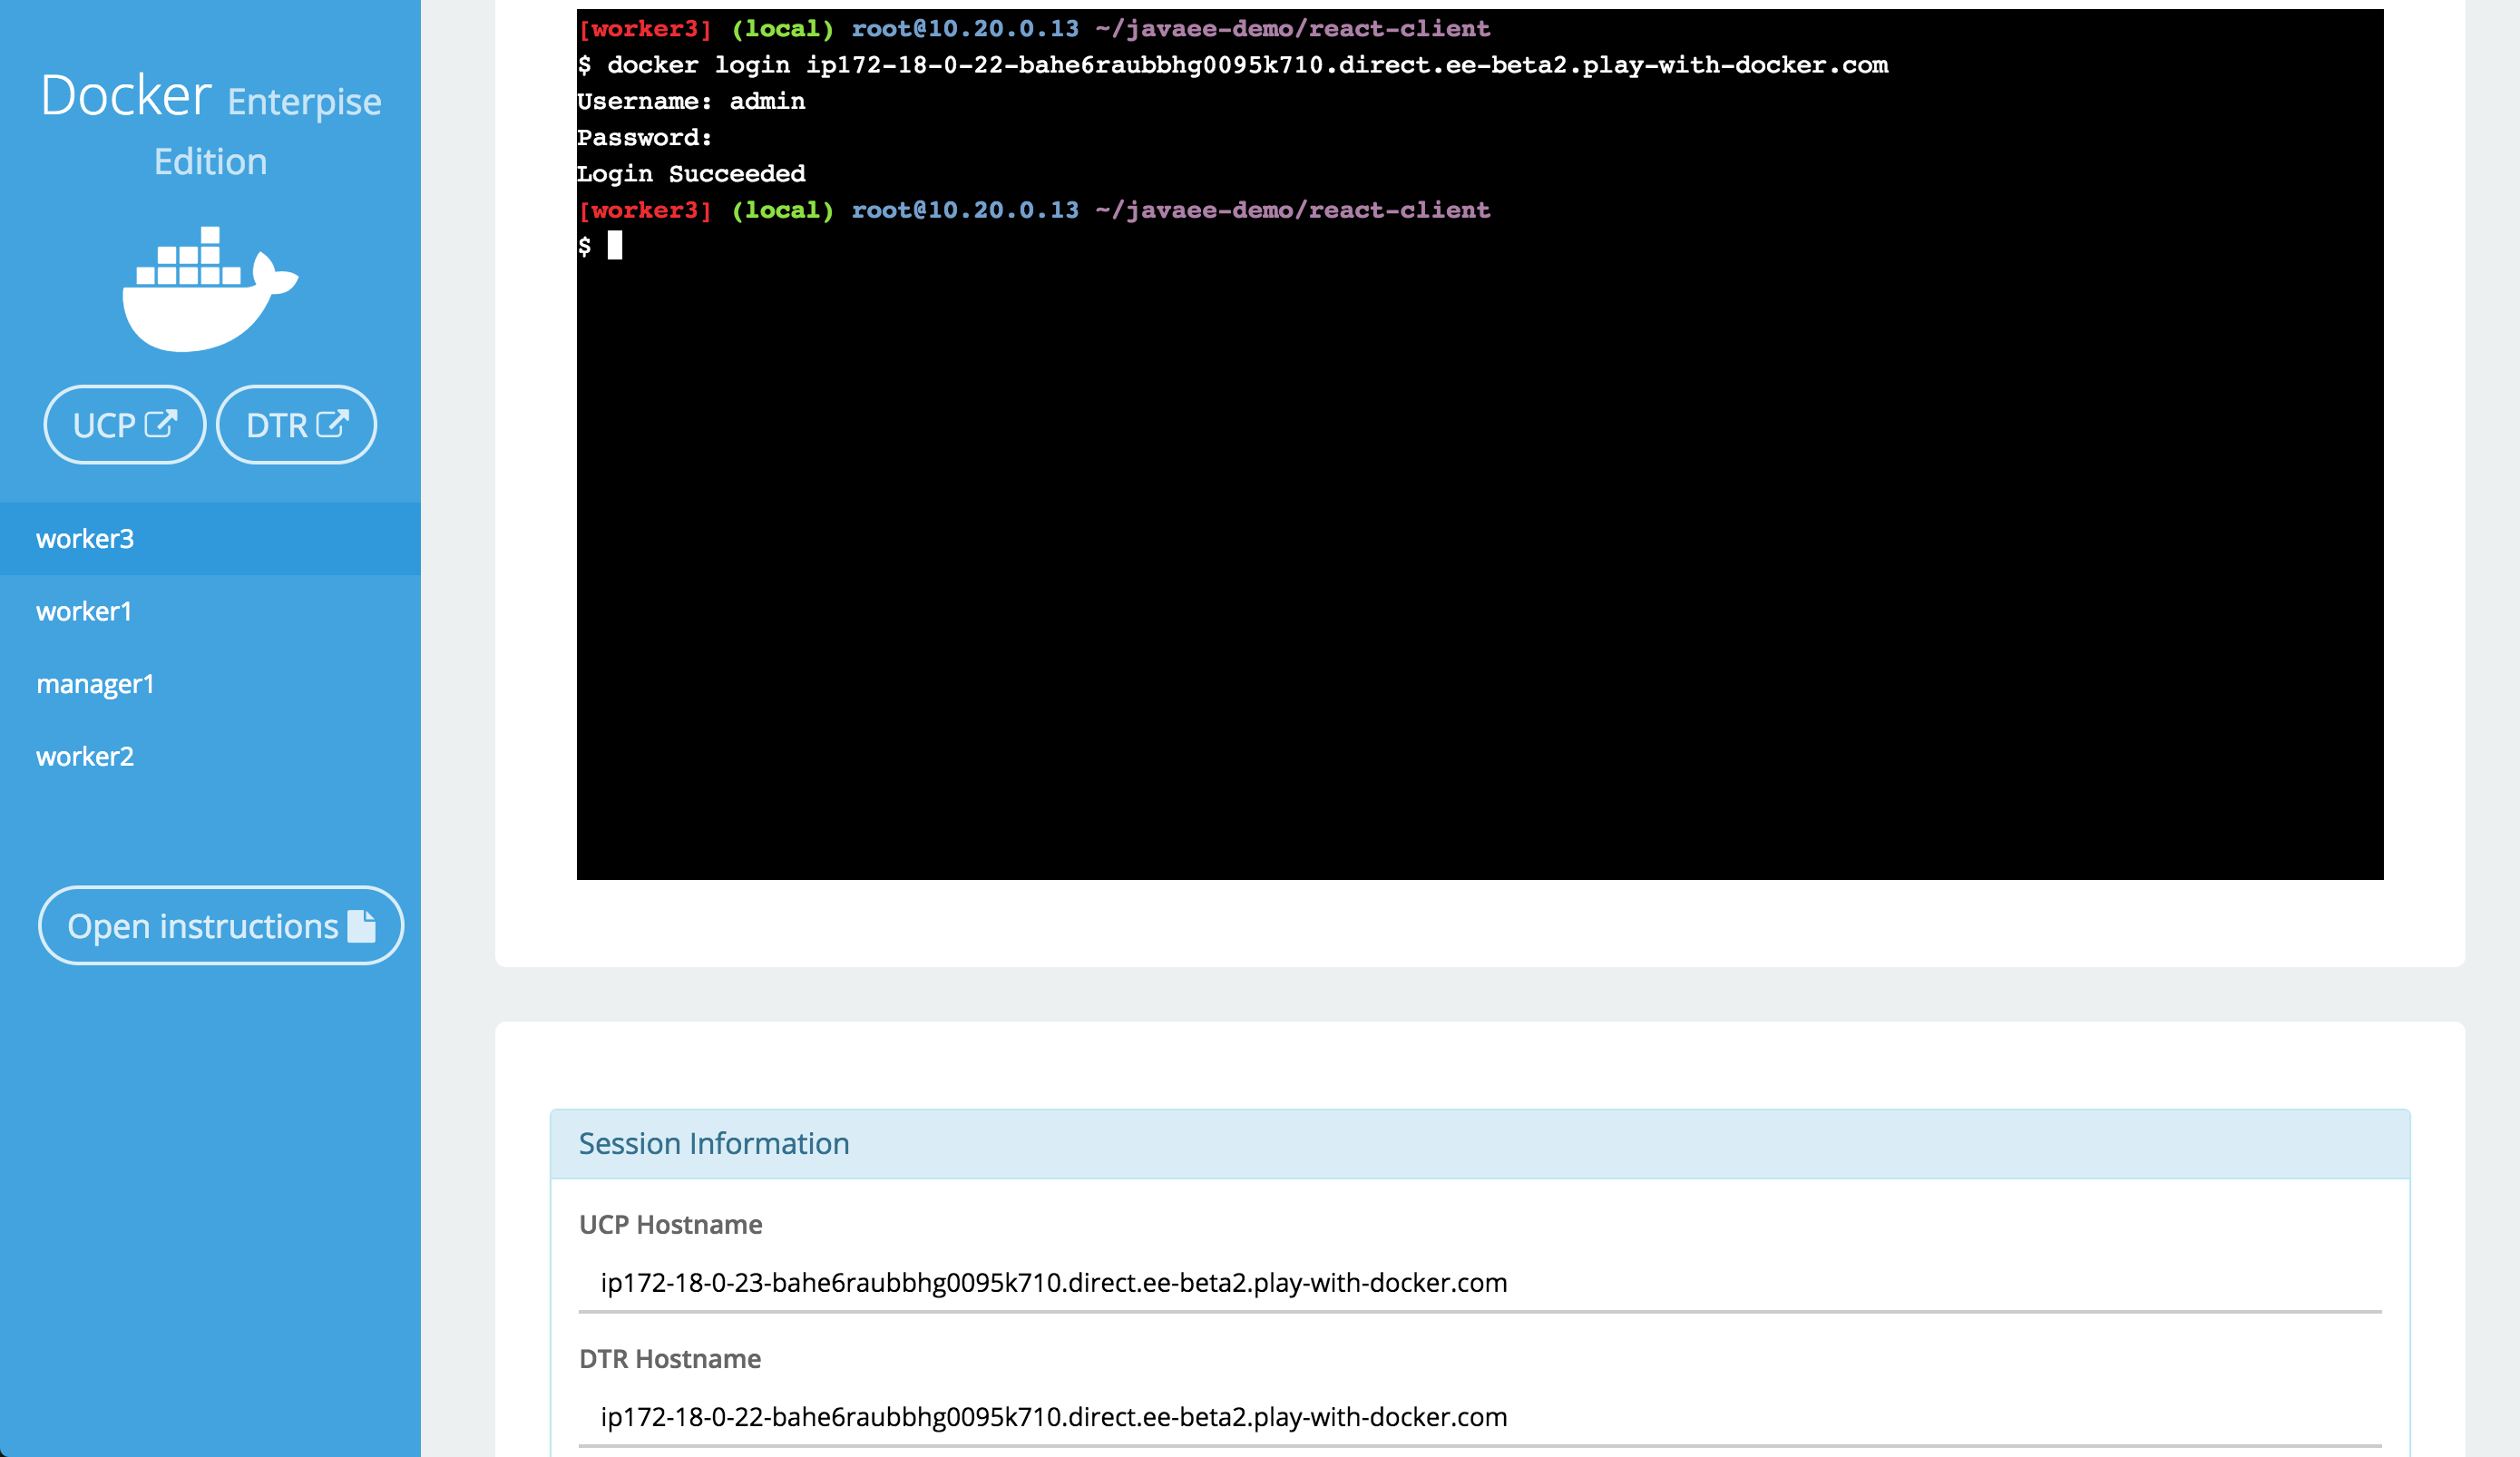 Docker Enterpise
Edition
UCP
DTR
worker3
worker1
manager1
worker2
Open instructions
[worker3] (local) root@10.20.0.13 ~/javaee-demo/react-client
$ docker login ip172-18-0-22-bahe6raubbhg0095k710.direct.ee-beta2.play-with-docker.com
Username: admin
Password:
Login Succeeded
[worker3] (local) root@10.20.0.13 ~/javaee-demo/react-client
$
Session Information
UCP Hostname
ip172-18-0-23-bahe6raubbhg0095k710.direct.ee-beta2.play-with-docker.com
DTR Hostname
ip172-18-0-22-bahe6raubbhg0095k710.direct.ee-beta2.play-with-docker.com